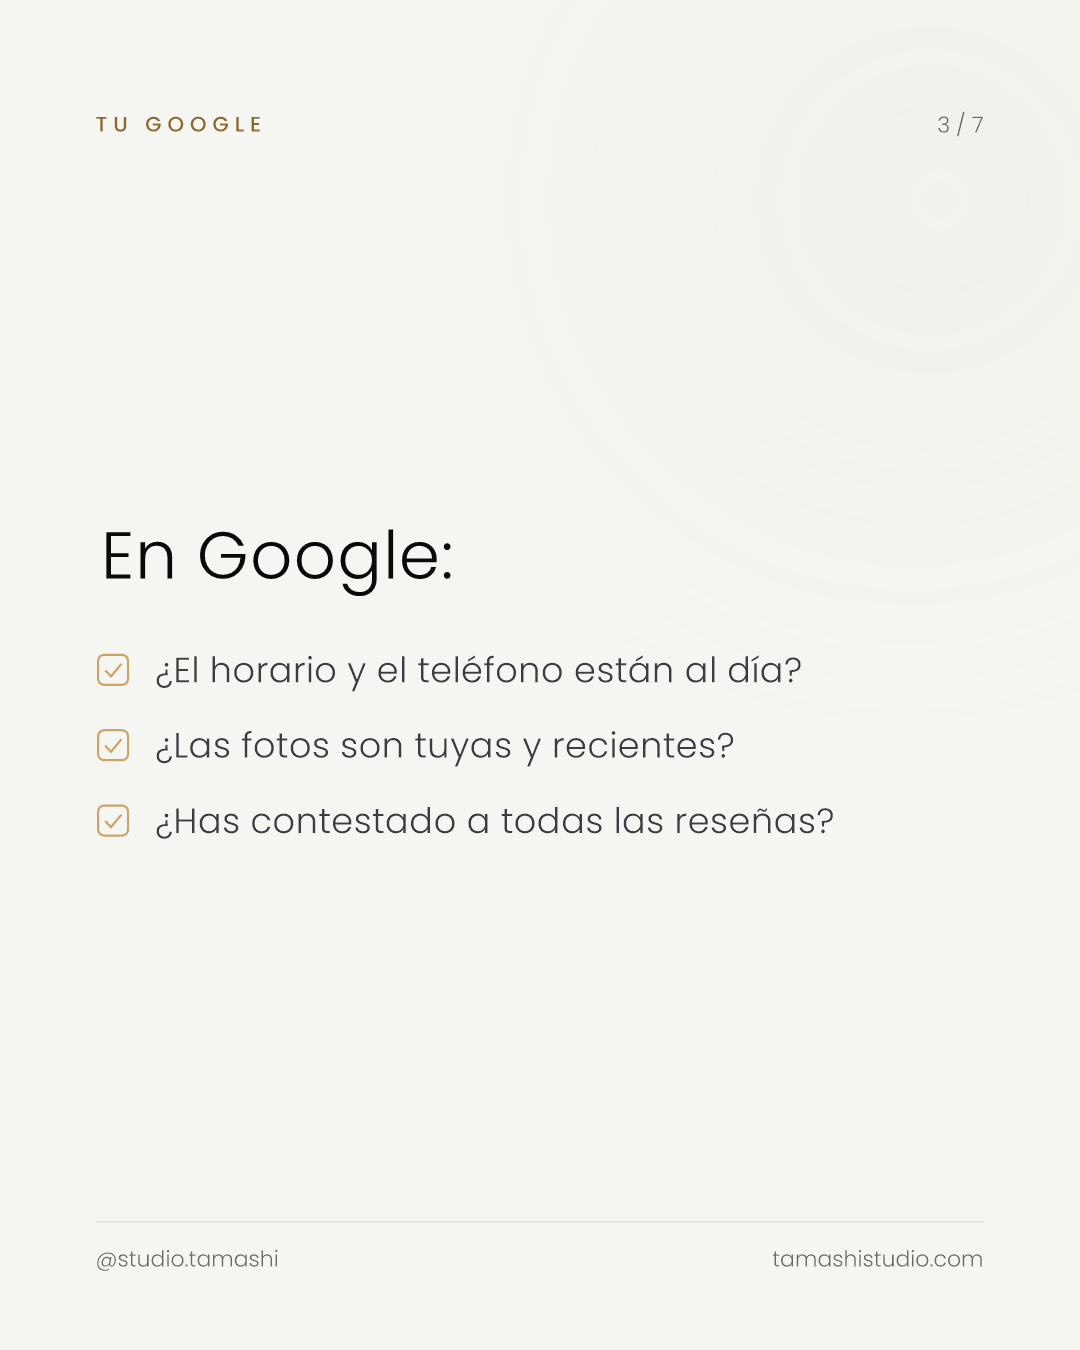 TU GOOGLE
3 / 7
En Google:
¿El horario y el teléfono están al día?
¿Las fotos son tuyas y recientes?
¿Has contestado a todas las reseñas?
@studio.tamashi
tamashistudio.com